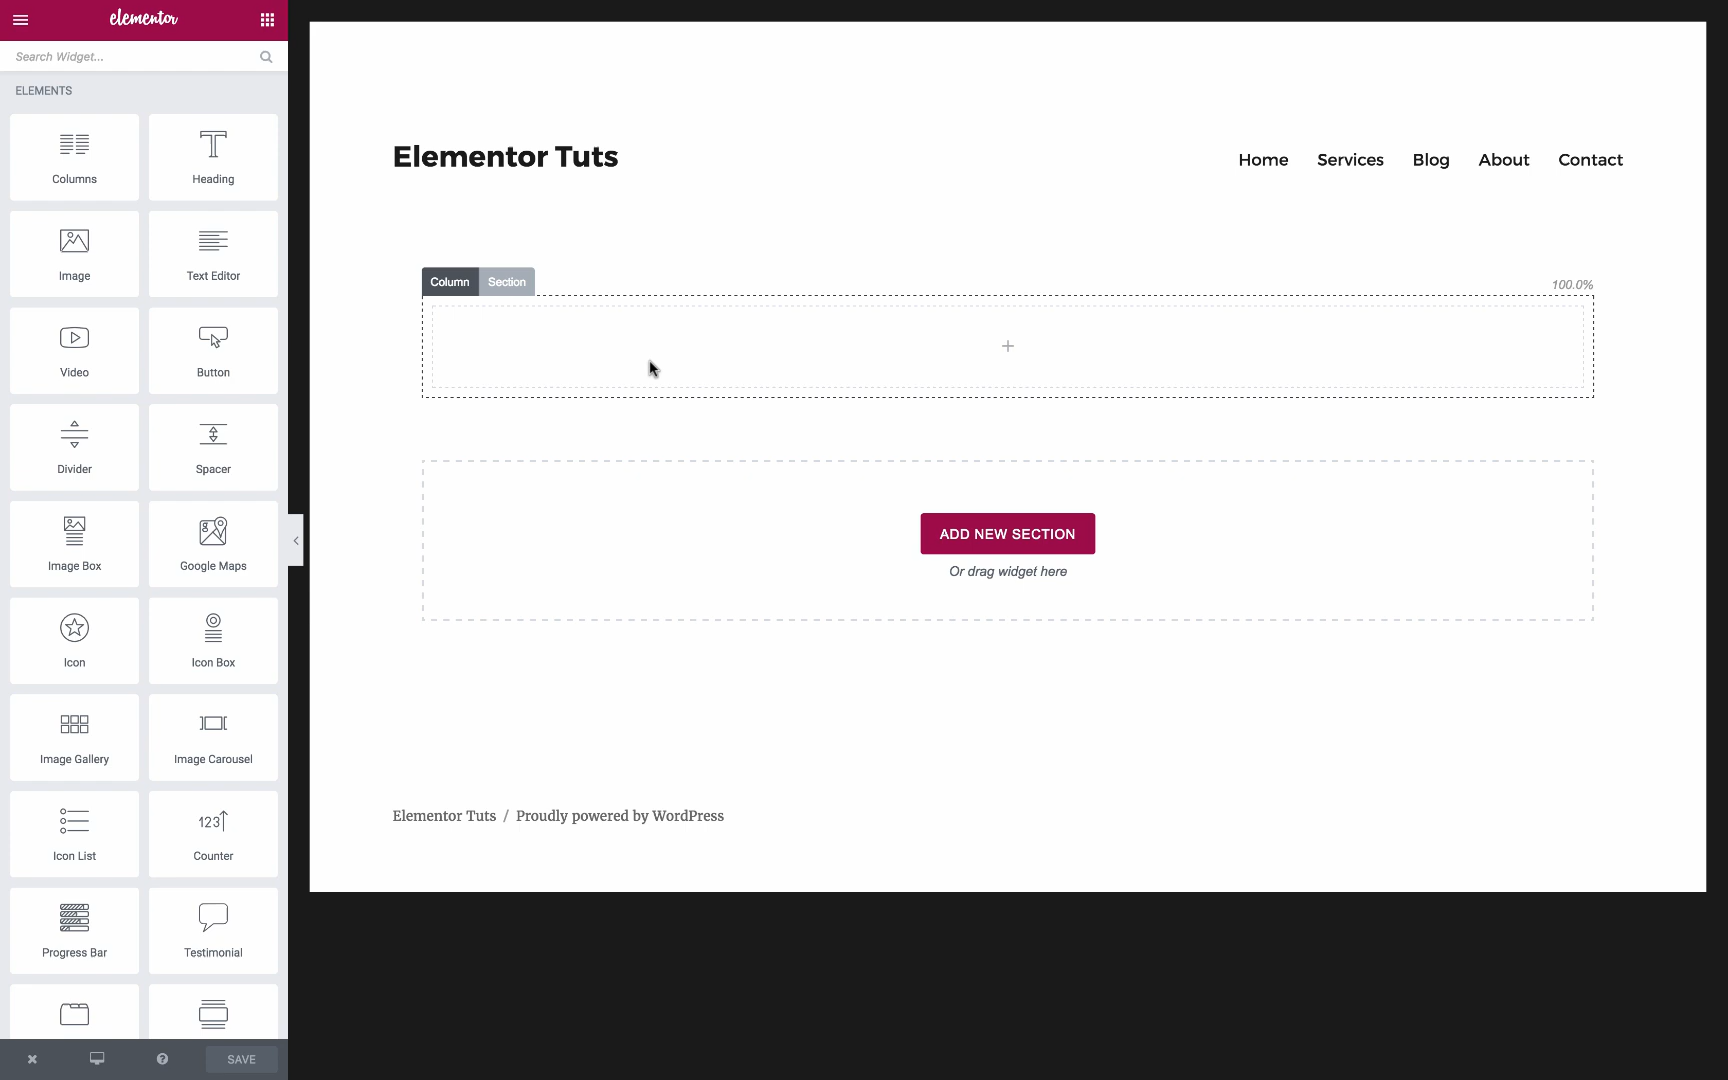 elementor
Search Widget...
ELEMENTS
Columns
Heading
Image
Text Editor
Video
Button
Divider
Spacer
Image Box
Google Maps
Icon
Icon Box
Image Gallery
Image Carousel
Icon List
123
Counter
Progress Bar
Testimonial
SAVE
Elementor Tuts
Home Services Blog About Contact
Column Section
100.0%
ADD NEW SECTION
Or drag widget here
Elementor Tuts / Proudly powered by WordPress